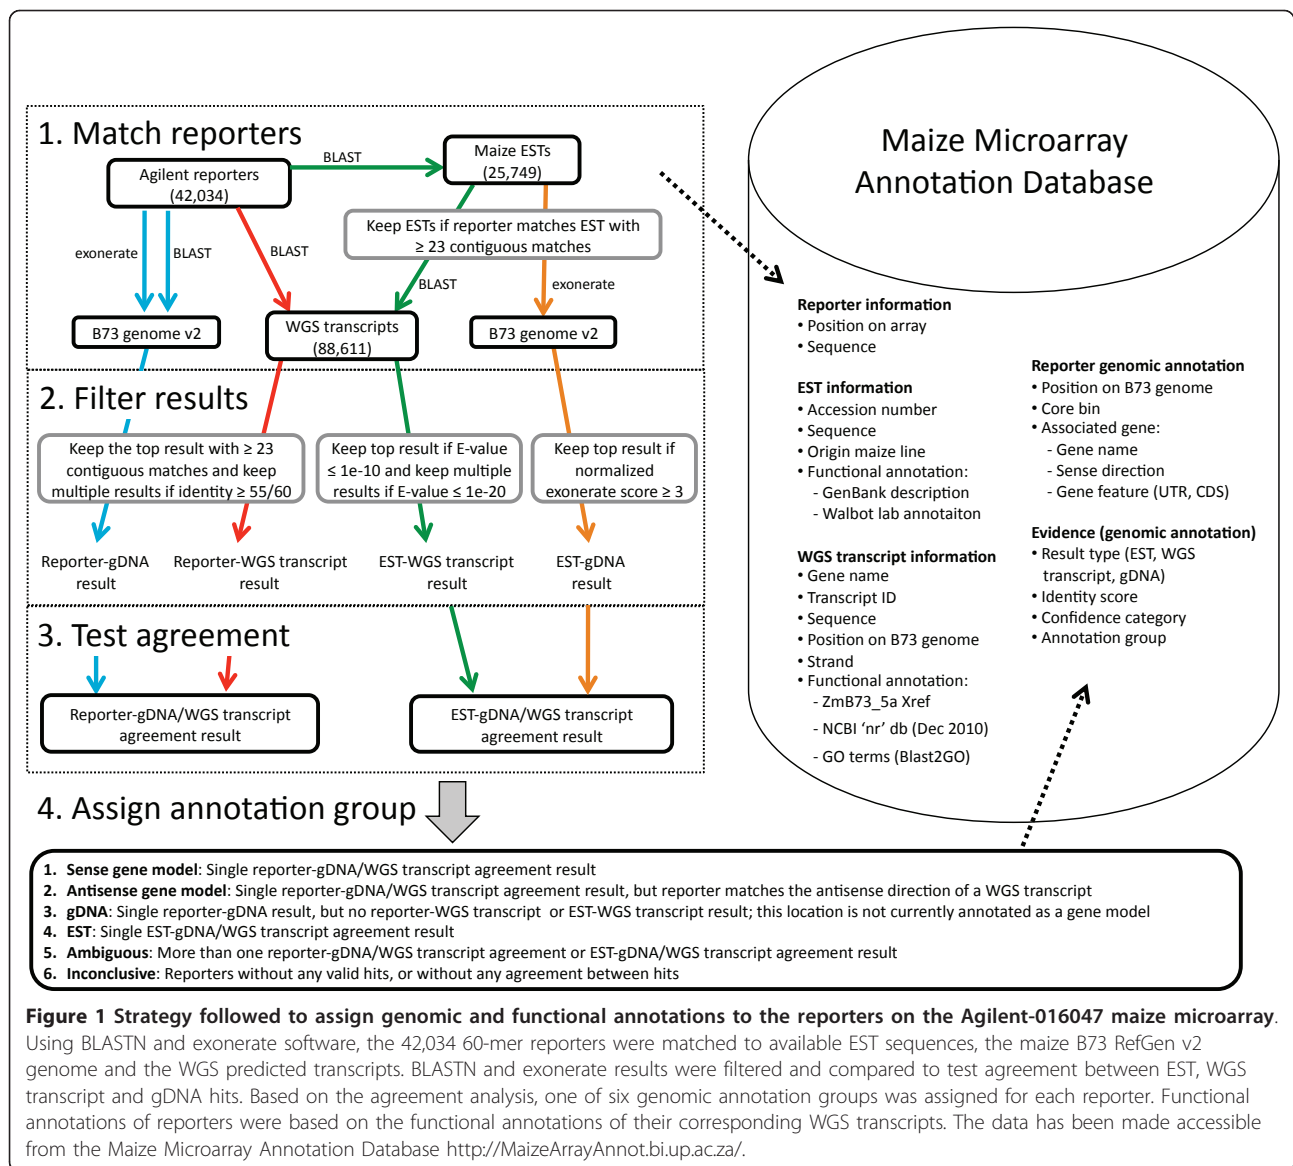 1. Match reporters
Agilent reporters
(42,034)
BLAST
Maize ESTs
(25,749)
Keep ESTs if reporter matches EST with
≥ 23 contiguous matches
exonerate
BLAST
BLAST
BLAST
exonerate
B73 genome v2
WGS transcripts
(88,611)
B73 genome v2
2. Filter results
Keep the top result with ≥ 23
contiguous matches and keep
multiple results if identity ≥ 55/60
Keep top result if E-value
≤ 1e-10 and keep multiple
results if E-value ≤ 1e-20
Keep top result if
normalized
exonerate score ≥ 3
Reporter-gDNA
result
Reporter-WGS transcript
result
EST-WGS transcript
result
EST-gDNA
result
3. Test agreement
Reporter-gDNA/WGS transcript
agreement result
EST-gDNA/WGS transcript
agreement result
Maize Microarray
Annotation Database
Reporter information
• Position on array
• Sequence
EST information
• Accession number
• Sequence
• Origin maize line
• Functional annotation:
- GenBank description
- Walbot lab annotaiton
WGS transcript information
• Gene name
• Transcript ID
• Sequence
• Position on B73 genome
• Strand
• Functional annotation:
- ZmB73_5a Xref
- NCBI ‘nr’ db (Dec 2010)
- GO terms (Blast2GO)
Reporter genomic annotation
• Position on B73 genome
• Core bin
• Associated gene:
- Gene name
- Sense direction
- Gene feature (UTR, CDS)
Evidence (genomic annotation)
• Result type (EST, WGS
transcript, gDNA)
• Identity score
• Confidence category
• Annotation group
4. Assign annotation group
1. Sense gene model: Single reporter-gDNA/WGS transcript agreement result
2. Antisense gene model: Single reporter-gDNA/WGS transcript agreement result, but reporter matches the antisense direction of a WGS transcript
3. gDNA: Single reporter-gDNA result, but no reporter-WGS transcript or EST-WGS transcript result; this location is not currently annotated as a gene model
4. EST: Single EST-gDNA/WGS transcript agreement result
5. Ambiguous: More than one reporter-gDNA/WGS transcript agreement or EST-gDNA/WGS transcript agreement result
6. Inconclusive: Reporters without any valid hits, or without any agreement between hits
Figure 1 Strategy followed to assign genomic and functional annotations to the reporters on the Agilent-016047 maize microarray.
Using BLASTN and exonerate software, the 42,034 60-mer reporters were matched to available EST sequences, the maize B73 RefGen v2
genome and the WGS predicted transcripts. BLASTN and exonerate results were filtered and compared to test agreement between EST, WGS
transcript and gDNA hits. Based on the agreement analysis, one of six genomic annotation groups was assigned for each reporter. Functional
annotations of reporters were based on the functional annotations of their corresponding WGS transcripts. The data has been made accessible
from the Maize Microarray Annotation Database http://MaizeArrayAnnot.bi.up.ac.za/.